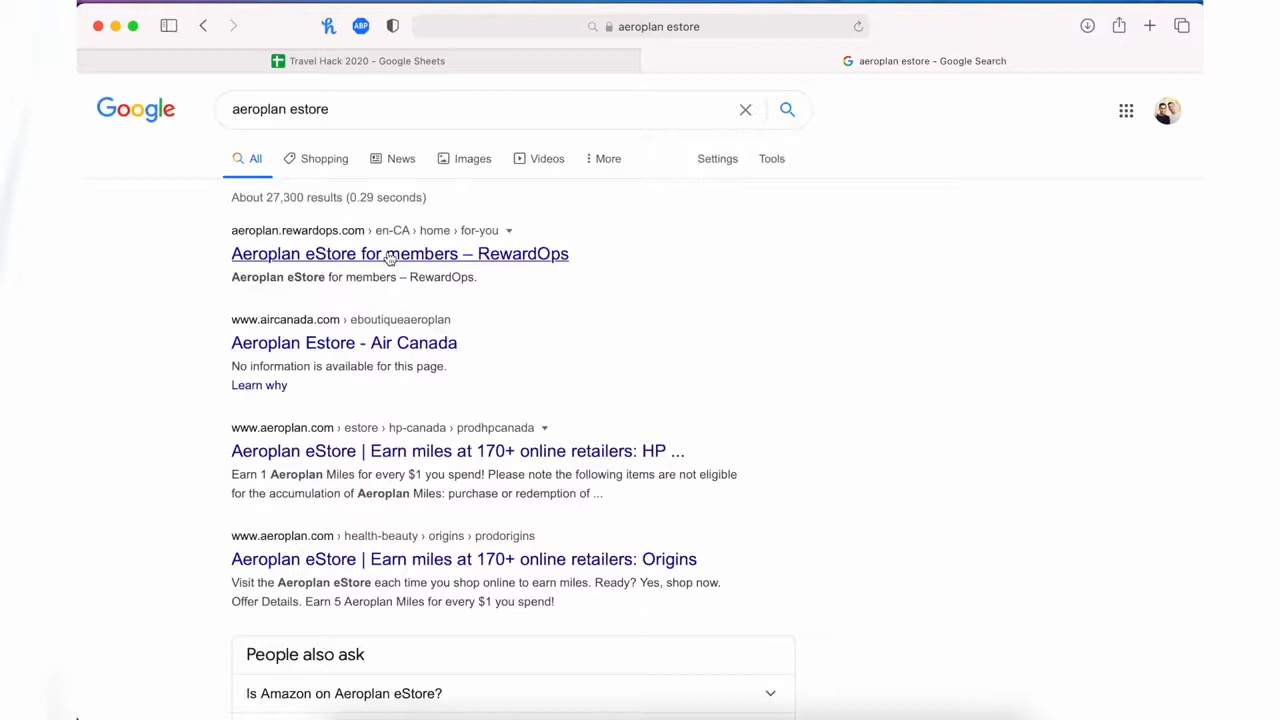 ABP
aeroplan estore
Travel Hack 2020 - Google Sheets
aeroplan estore - Google Search
Google
aeroplan estore
All
Shopping
News
Images
Videos
More
Settings
Tools
About 27,300 results (0.29 seconds)
aeroplan.rewardops.com › en-CA › home › for-you
Aeroplan eStore for members – RewardOps
Aeroplan eStore for members – RewardOps.
www.aircanada.com › eboutiqueaeroplan
Aeroplan Estore - Air Canada
No information is available for this page.
Learn why
www.aeroplan.com › estore › hp-canada › prodhpcanada
Aeroplan eStore | Earn miles at 170+ online retailers: HP ...
Earn 1 Aeroplan Miles for every $1 you spend! Please note the following items are not eligible
for the accumulation of Aeroplan Miles: purchase or redemption of ...
www.aeroplan.com › health-beauty › origins › prodorigins
Aeroplan eStore | Earn miles at 170+ online retailers: Origins
Visit the Aeroplan eStore each time you shop online to earn miles. Ready? Yes, shop now.
Offer Details. Earn 5 Aeroplan Miles for every $1 you spend!
People also ask
Is Amazon on Aeroplan eStore?